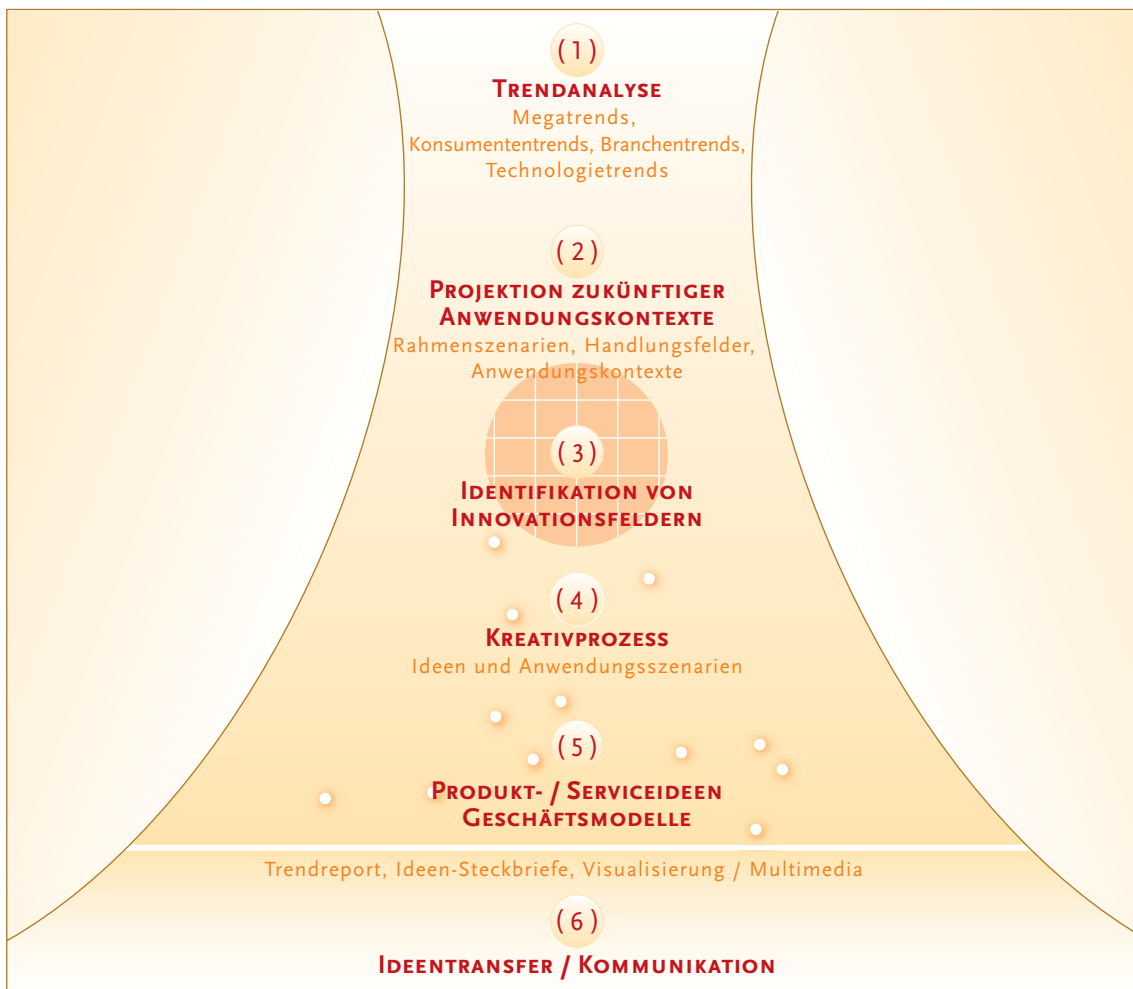 (1)
TRENDANALYSE
Megatrends,
Konsumententrends, Branchentrends,
Technologietrends
(2)
PROJEKTION ZUKÜNFTIGER
ANWENDUNGSKONTEXTE
Rahmenszenarien, Handlungsfelder,
Anwendungskontexte
(3)
IDENTIFIKATION VON
INNOVATIONSFELDERN
(4)
KREATIVPROZESS
Ideen und Anwendungsszenarien
(5)
PRODUKT- / SERVICEIDEEN
GESCHÄFTSMODELLE
Trendreport, Ideen-Steckbriefe, Visualisierung / Multimedia
(6)
IDEENTRANSFER / KOMMUNIKATION